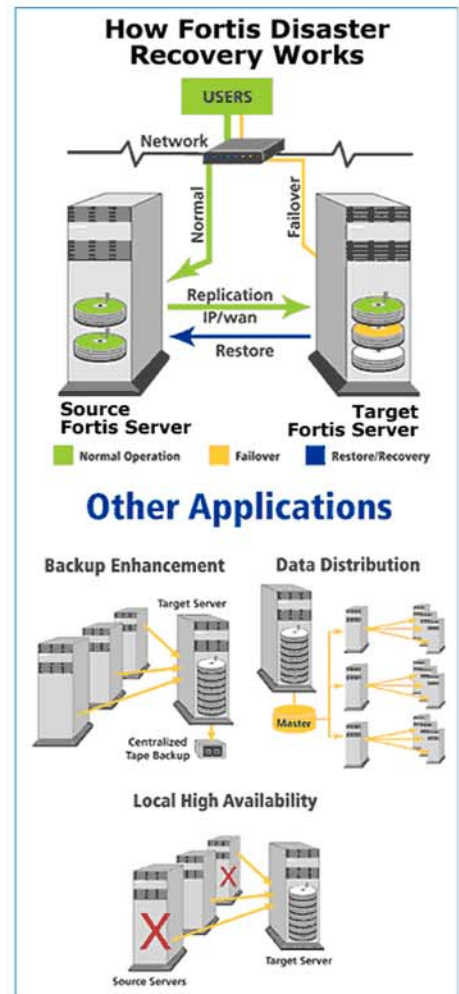 How Fortis Disaster
Recovery Works
USERS
Network
Normal
Failover
Replication
IP/wan
Restore
Source
Fortis Server
Target
Fortis Server
Normal Operation
Failover
Restore/Recovery
Other Applications
Backup Enhancement
Data Distribution
Target Server
Master
Centralized
Tape Backup
Local High Availability
X
X
Source Servers
Target Server